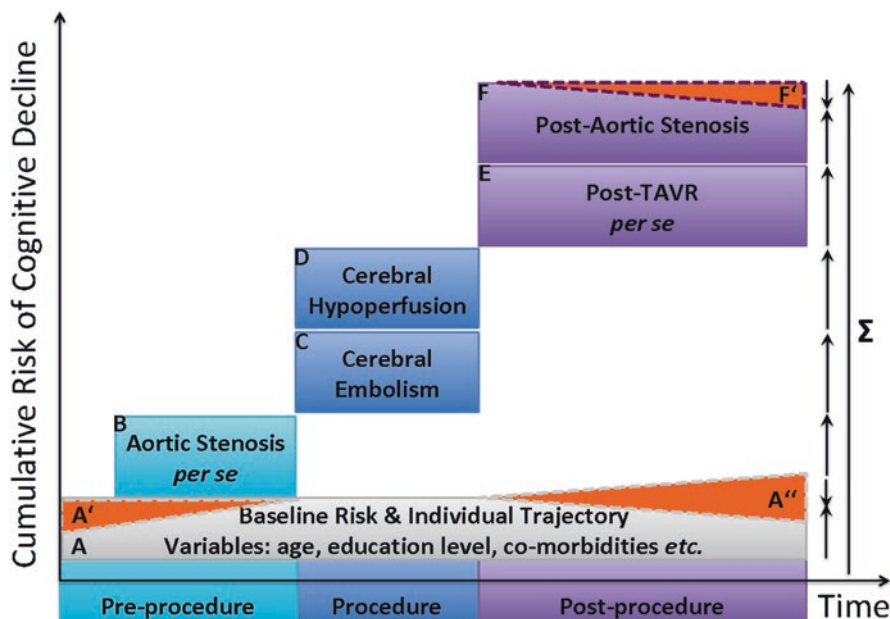 Cumulative Risk of Cognitive Decline
F
F‘
Post-Aortic Stenosis
E
Post-TAVR
per se
D
Cerebral
Hypoperfusion
Σ
C
Cerebral
Embolism
B
Aortic Stenosis
per se
A‘
A‘‘
Baseline Risk & Individual Trajectory
A
Variables: age, education level, co-morbidities etc.
Pre-procedure
Procedure
Post-procedure
Time